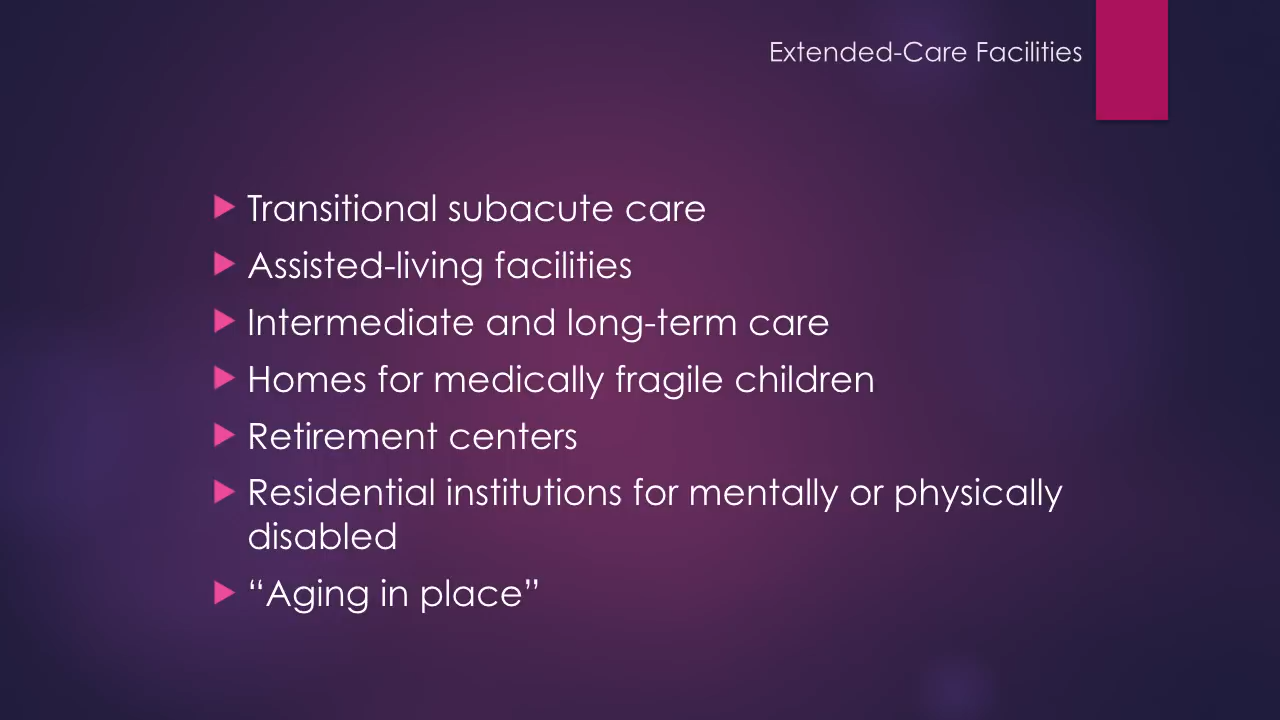 Extended-Care Facilities
Transitional subacute care
Assisted-living facilities
Intermediate and long-term care
Homes for medically fragile children
Retirement centers
Residential institutions for mentally or physically
disabled
“Aging in place”